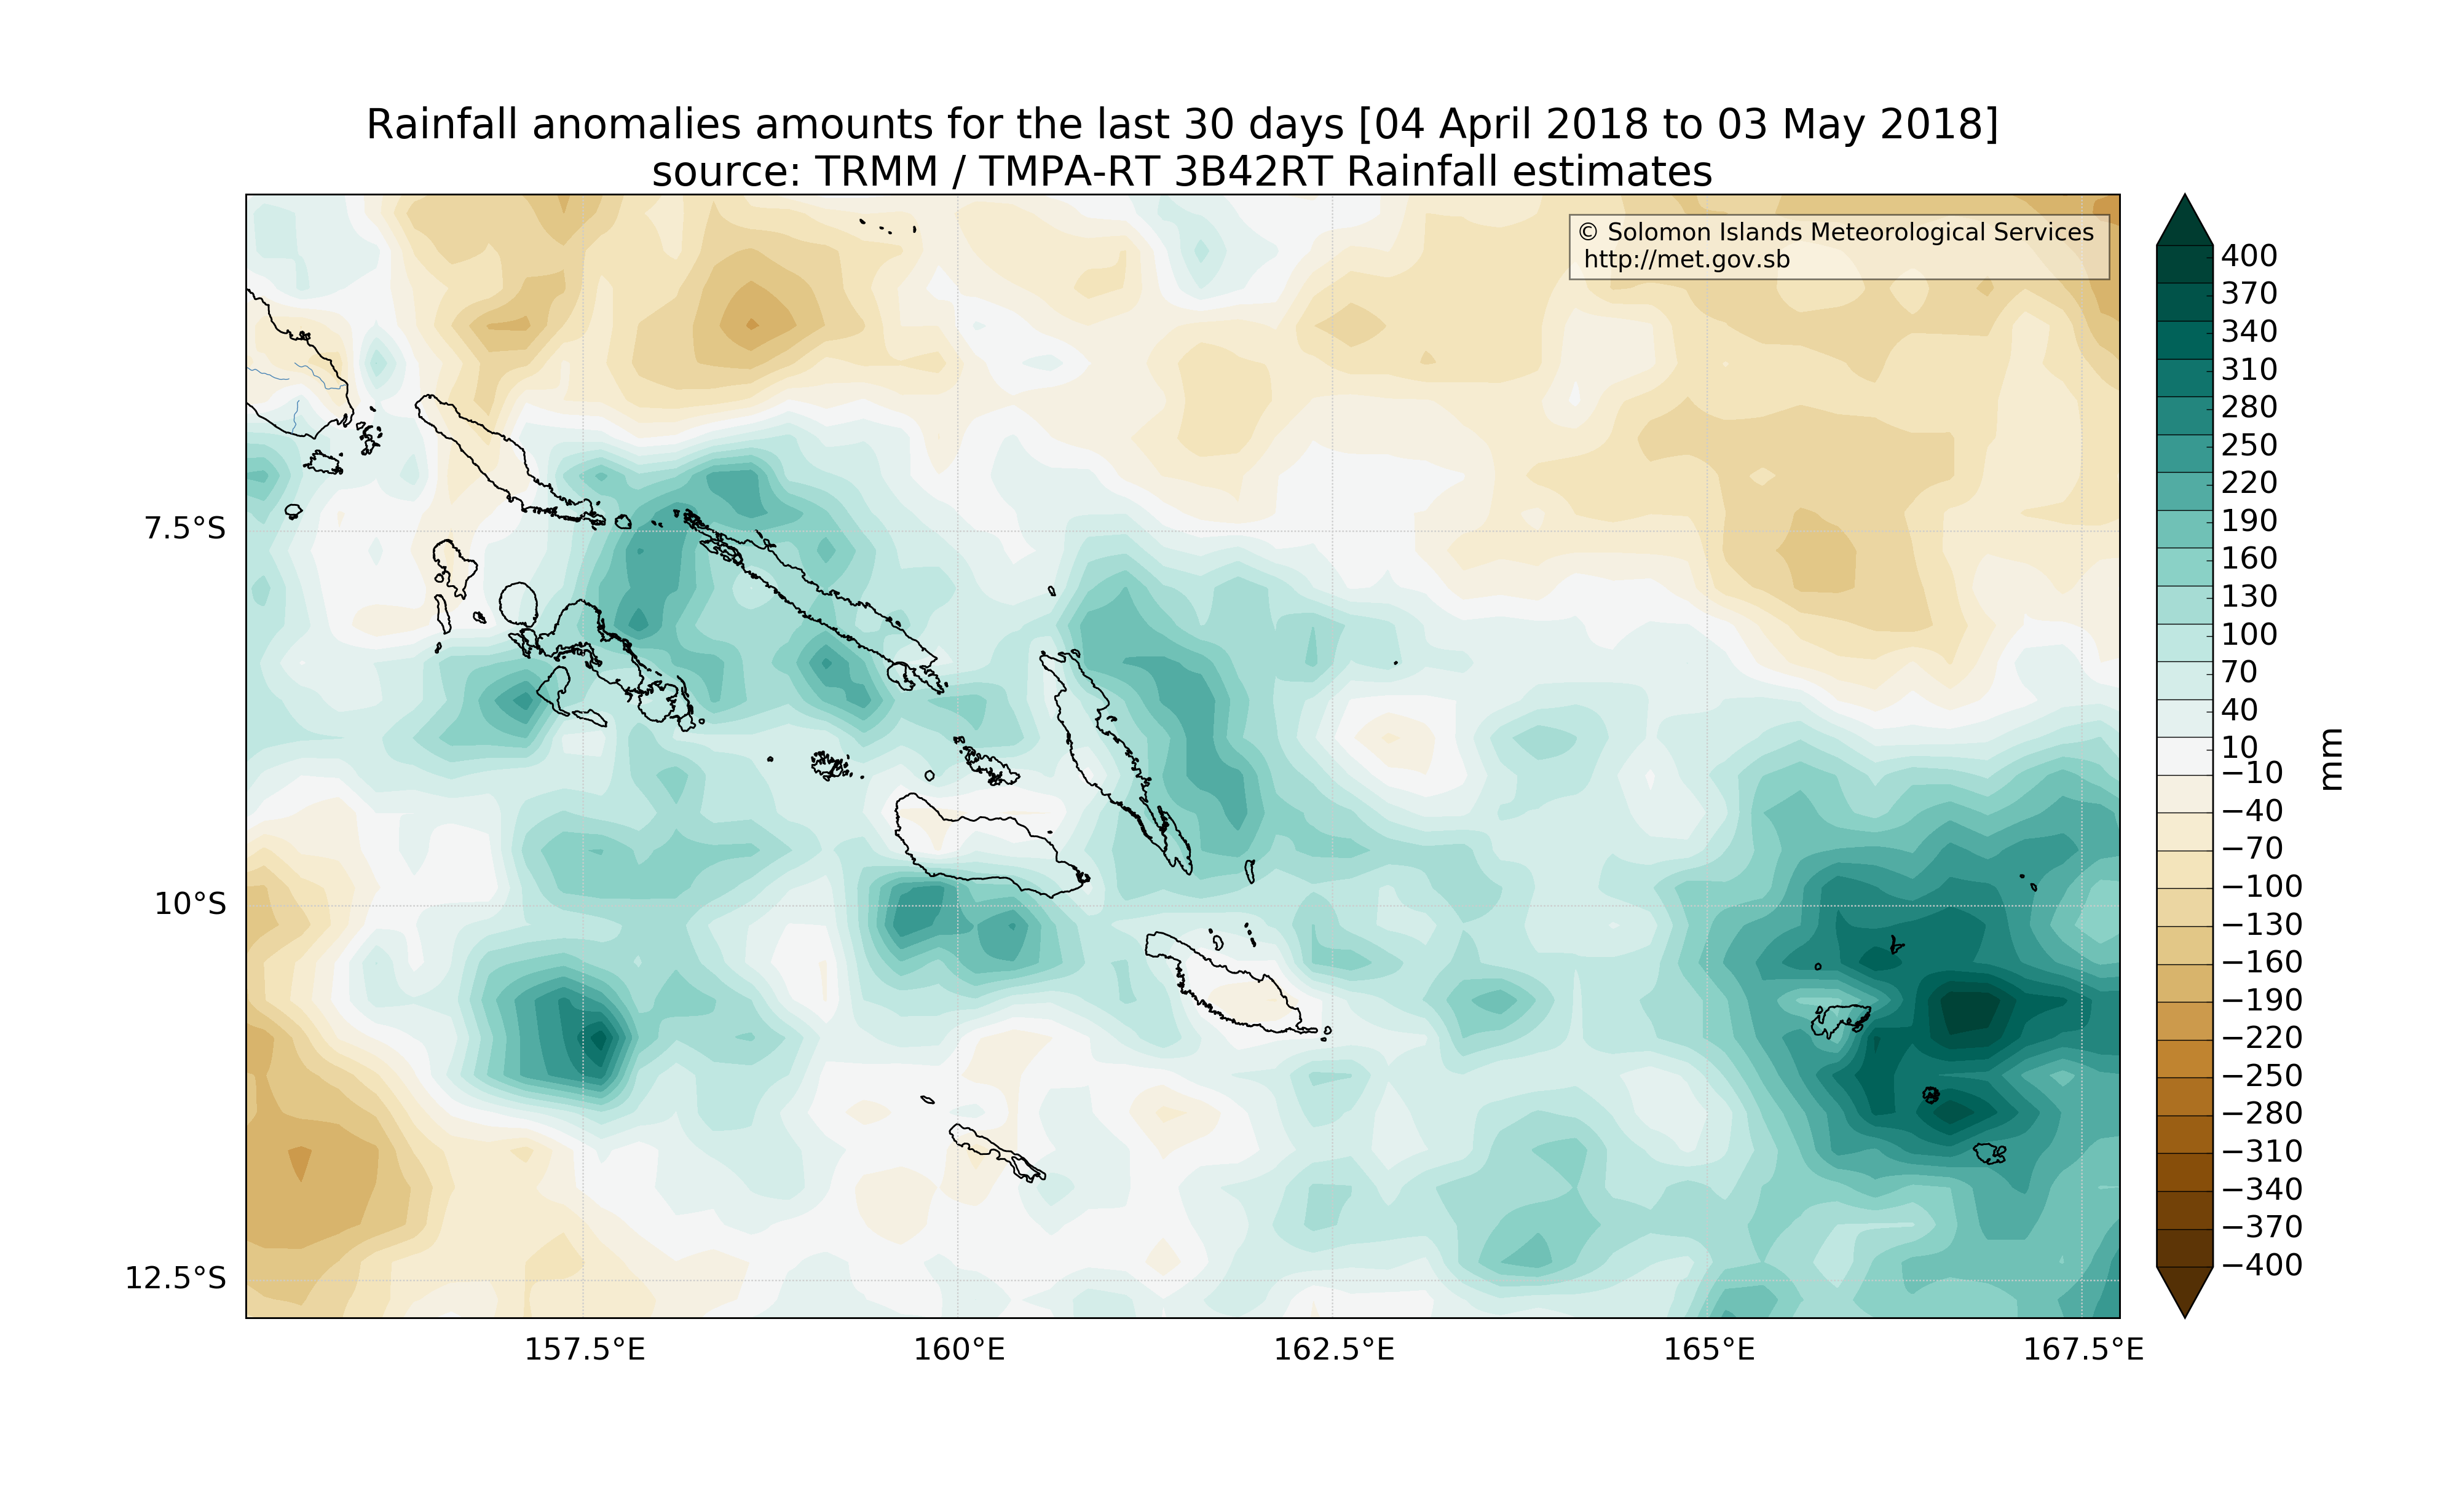 Rainfall anomalies amounts for the last 30 days [04 April 2018 to 03 May 2018]
source: TRMM / TMPA-RT 3B42RT Rainfall estimates
© Solomon Islands Meteorological Services
http://met.gov.sb
7.5°S
10°S
12.5°S
157.5°E
160°E
162.5°E
165°E
167.5°E
400
370
340
310
280
250
220
190
160
130
100
70
40
10
−10
−40
−70
−100
−130
−160
−190
−220
−250
−280
−310
−340
−370
−400
mm